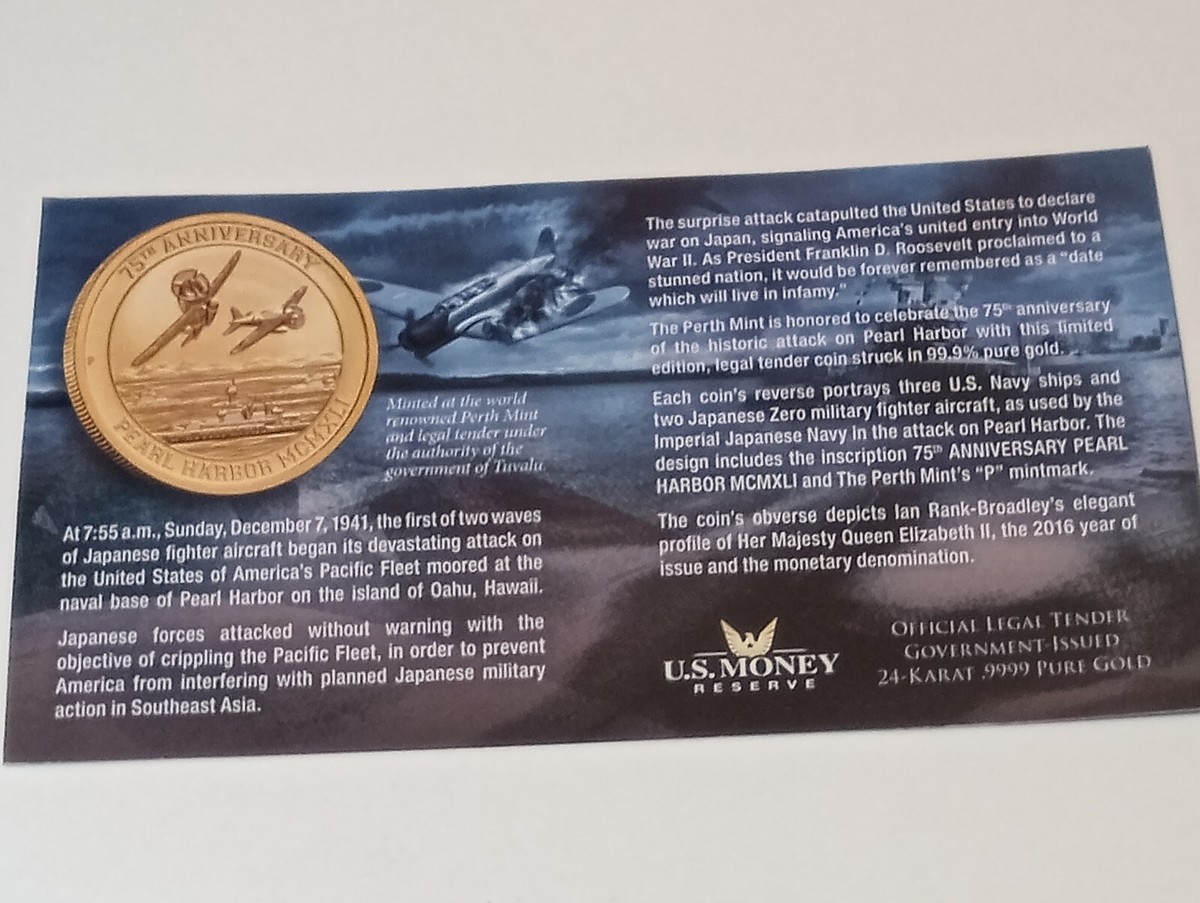 75TH ANNIVERSARY
P
PEARL HARBOR MCMXLI
Minted at the world
renowned Perth Mint
and legal tender under
the authority of the
government of Tuvalu.
At 7:55 a.m., Sunday, December 7, 1941, the first of two waves
of Japanese fighter aircraft began its devastating attack on
the United States of America's Pacific Fleet moored at the
naval base of Pearl Harbor on the island of Oahu, Hawaii.
Japanese forces attacked without warning with the
objective of crippling the Pacific Fleet, in order to prevent
America from interfering with planned Japanese military
action in Southeast Asia.
The surprise attack catapulted the United States to declare
war on Japan, signaling America's united entry into World
War II. As President Franklin D. Roosevelt proclaimed to a
stunned nation, it would be forever remembered as a "date
which will live in infamy."
The Perth Mint is honored to celebrate the 75th anniversary
of the historic attack on Pearl Harbor with this limited
edition, legal tender coin struck in 99.9% pure gold.
Each coin's reverse portrays three U.S. Navy ships and
two Japanese Zero military fighter aircraft, as used by the
Imperial Japanese Navy in the attack on Pearl Harbor. The
design includes the inscription 75th ANNIVERSARY PEARL
HARBOR MCMXLI and The Perth Mint's "P" mintmark.
The coin's obverse depicts Ian Rank-Broadley's elegant
profile of Her Majesty Queen Elizabeth II, the 2016 year of
issue and the monetary denomination.
U.S. MONEY
RESERVE
OFFICIAL LEGAL TENDER
GOVERNMENT-ISSUED
24-KARAT .9999 PURE GOLD